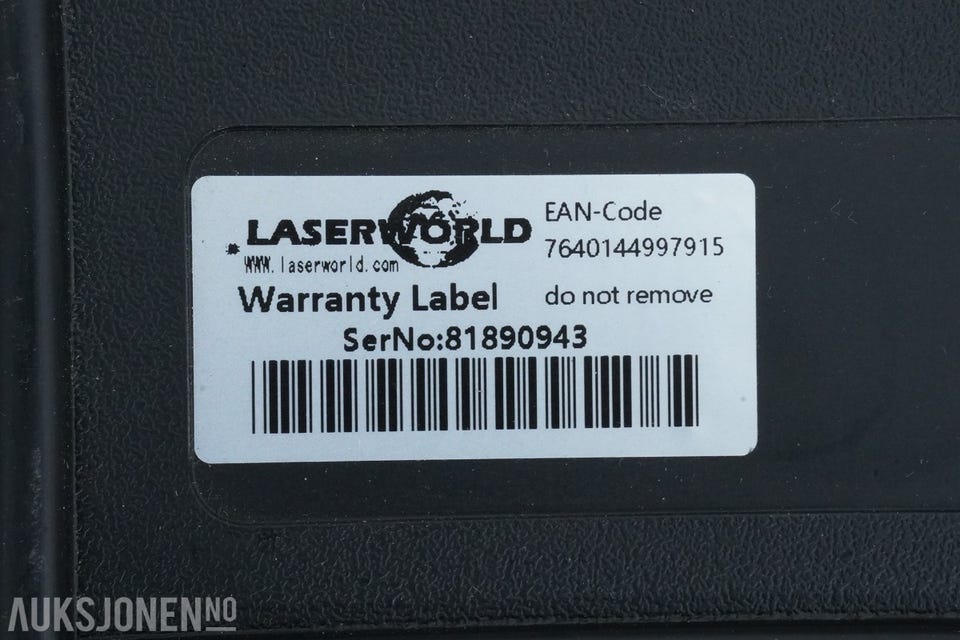 LASERWORLD
www.laserworld.com
EAN-Code
7640144997915
Warranty Label
do not remove
SerNo:81890943
AUKSJONEN.NO